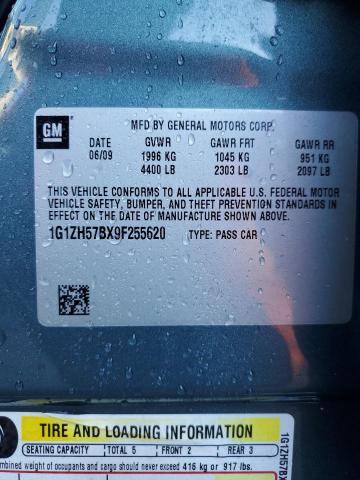 GM
MFD BY GENERAL MOTORS CORP.
DATE GVWR GAWR FRT GAWR RR
06/09 1996 KG 1045 KG 951 KG
4400 LB 2303 LB 2097 LB
THIS VEHICLE CONFORMS TO ALL APPLICABLE U.S. FEDERAL MOTOR
VEHICLE SAFETY, BUMPER, AND THEFT PREVENTION STANDARDS
IN EFFECT ON THE DATE OF MANUFACTURE SHOWN ABOVE.
1G1ZH57BX9F255620 TYPE: PASS CAR
TIRE AND LOADING INFORMATION
SEATING CAPACITY TOTAL 5 FRONT 2 REAR 3
combined weight of occupants and cargo should never exceed 416 kg or 917 lbs.
1G1ZH57BX